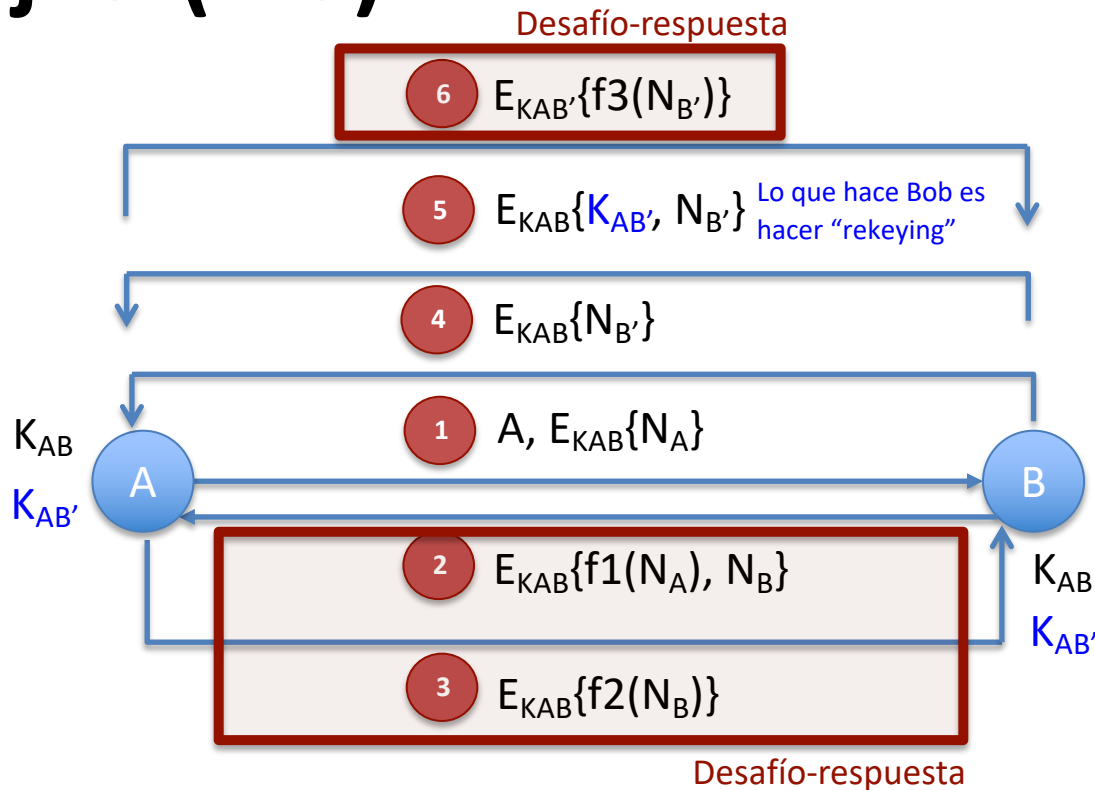 Desafío-respuesta
6 E_KAB'{f3(N_B')}
5 E_KAB{K_AB', N_B'} Lo que hace Bob es
hacer “rekeying”
4 E_KAB{N_B'}
1 A, E_KAB{N_A}
K_AB
A
B
K_AB'
2 E_KAB{f1(N_A), N_B}
K_AB
K_AB'
3 E_KAB{f2(N_B)}
Desafío-respuesta